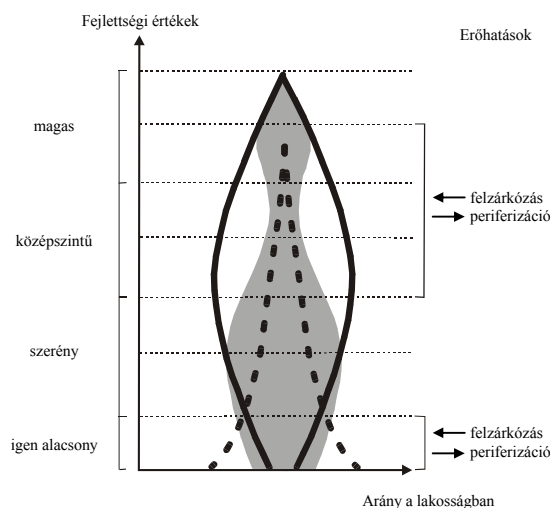 Fejlettségi értékek
Erőhatások
magas
felzárkózás
periferizáció
középszintű
szerény
felzárkózás
igen alacsony
periferizáció
Arány a lakosságban